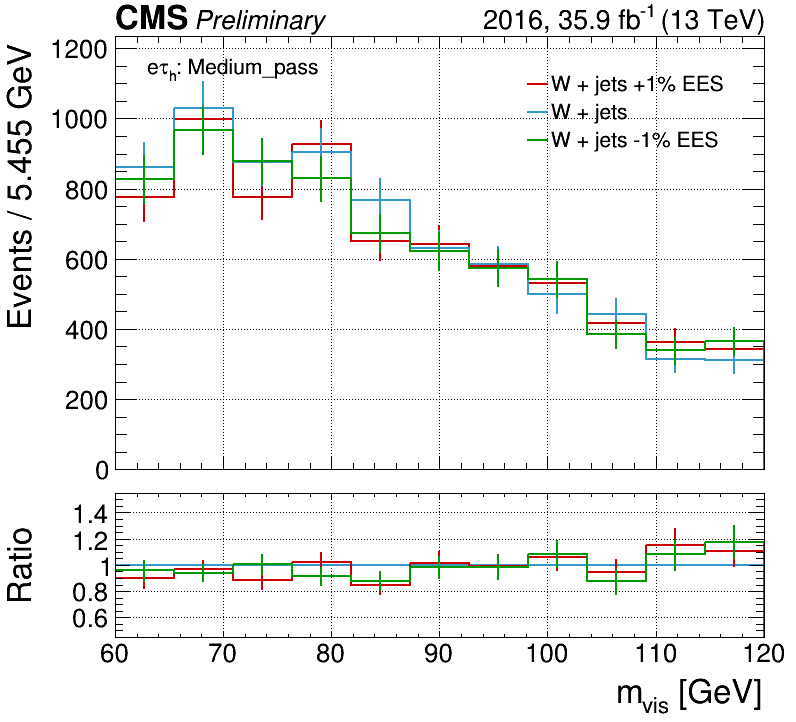 CMS Preliminary 2016, 35.9 fb⁻¹ (13 TeV)
eτₕ: Medium_pass
W + jets +1% EES
W + jets
W + jets -1% EES
Events / 5.455 GeV
1200
1000
800
600
400
200
0
Ratio
1.4
1.2
1
0.8
0.6
60 70 80 90 100 110 120
m_vis [GeV]